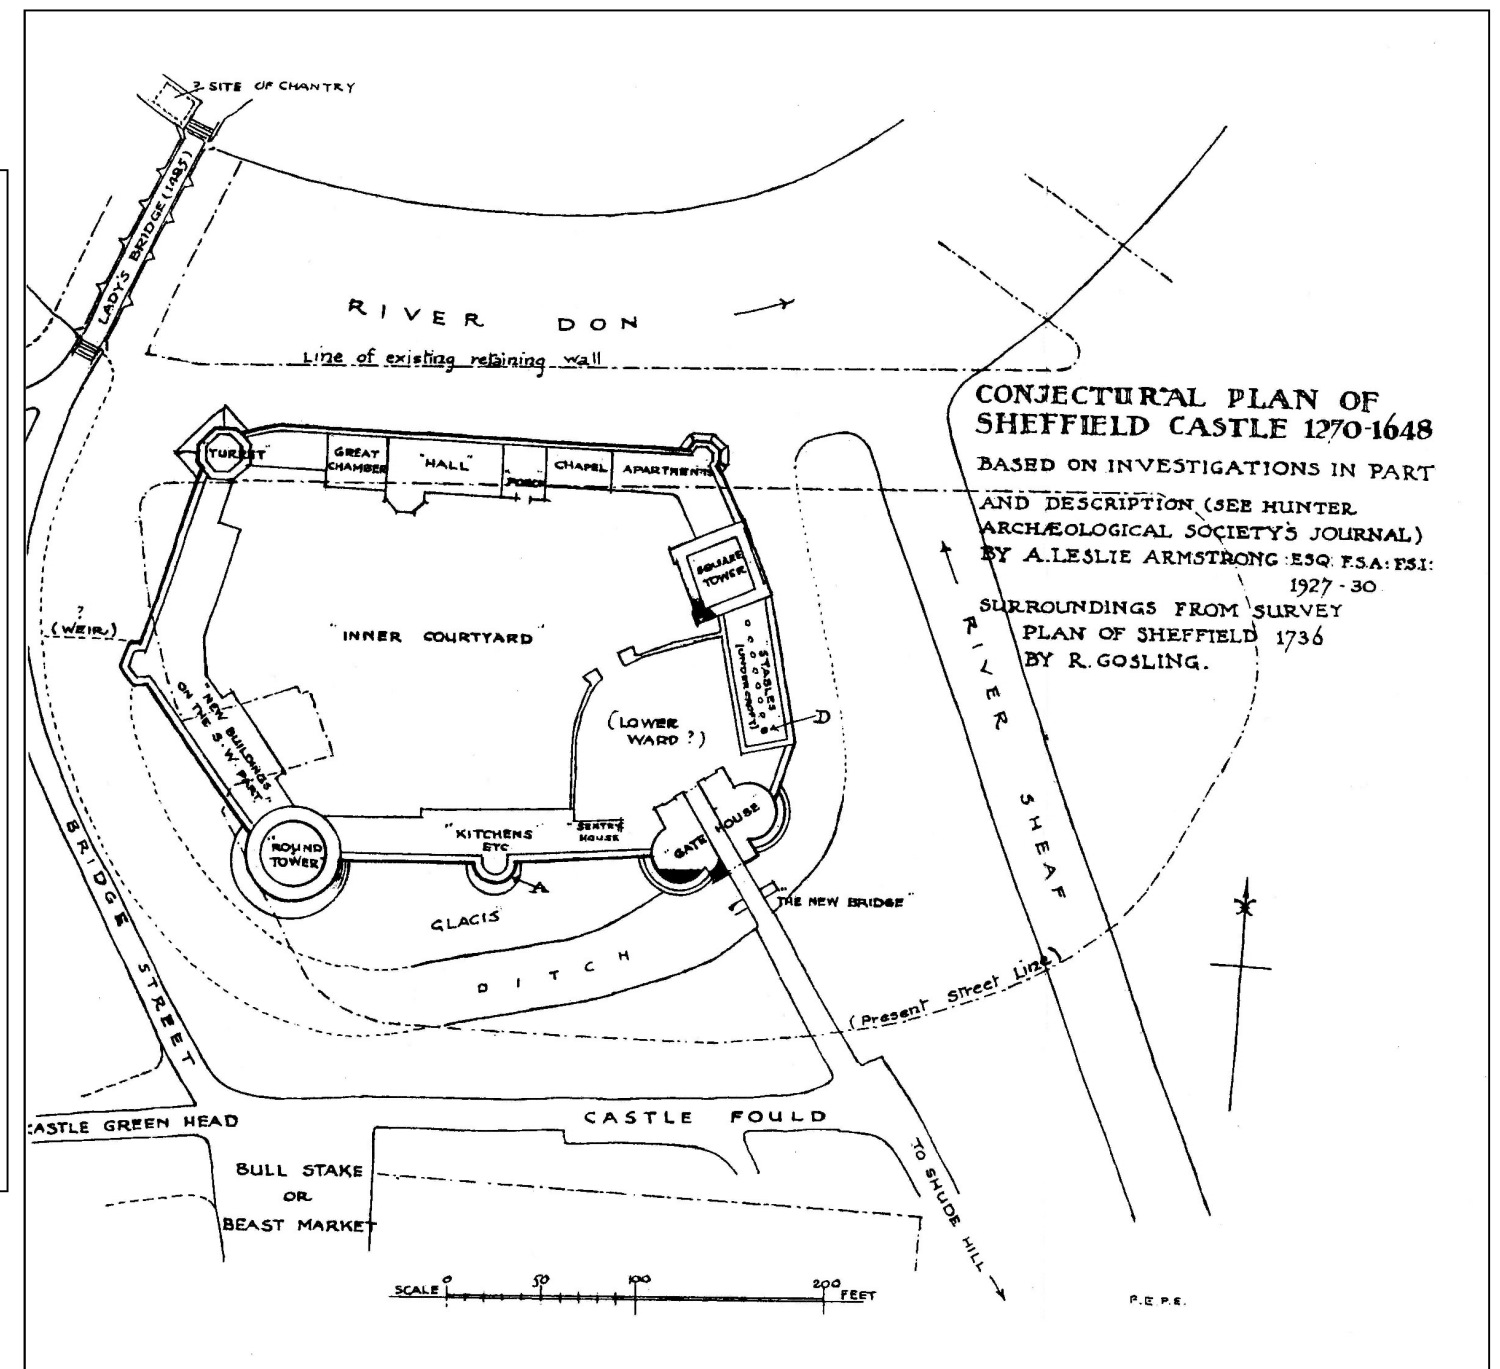 ? SITE OF CHANTRY
LADY'S BRIDGE (1485)
RIVER DON
Line of existing retaining wall
CONJECTURAL PLAN OF
SHEFFIELD CASTLE 1270-1648
BASED ON INVESTIGATIONS IN PART
AND DESCRIPTION (SEE HUNTER
ARCHÆOLOGICAL SOCIETY'S JOURNAL)
BY A. LESLIE ARMSTRONG : ESQ : F.S.A : F.S.I :
1927 - 30
SURROUNDINGS FROM SURVEY
PLAN OF SHEFFIELD 1736
BY R. GOSLING.
"TURRET"
GREAT
CHAMBER
"HALL"
"PORCH"
CHAPEL
APARTMENTS
SQUARE
TOWER
?
(WEIR)
"INNER COURTYARD"
STABLES
(UNDERCROFT)
D
(LOWER
WARD ?)
"NEW BUILDINGS
ON THE S. W. PART"
RIVER SHEAF
"ROUND
TOWER"
"KITCHENS"
ETC
"SENTRY
HOUSE
"GATE HOUSE
A
GLACIS
"THE NEW BRIDGE"
DITCH
BRIDGE STREET
(Present Street Line)
CASTLE GREEN HEAD
CASTLE FOULD
BULL STAKE
OR
BEAST MARKET
TO SHUDE HILL
SCALE 0 50 100 200 FEET
P.E.P.E.